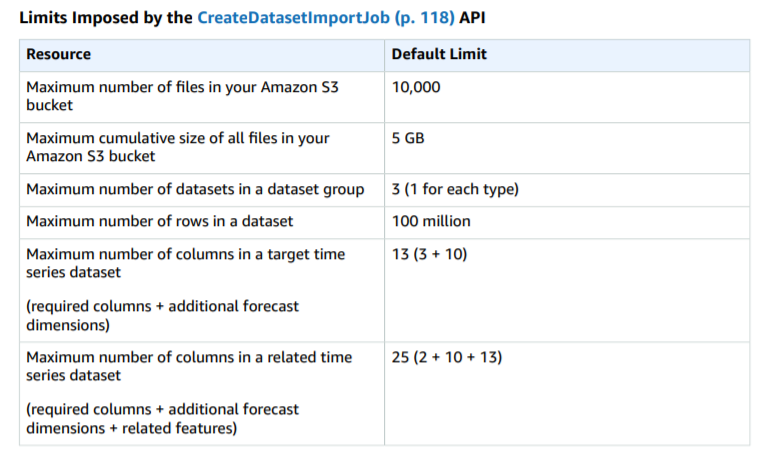 Limits Imposed by the CreateDatasetImportJob (p. 118) API
Resource
Default Limit
Maximum number of files in your Amazon S3
bucket
10,000
Maximum cumulative size of all files in your
Amazon S3 bucket
5 GB
Maximum number of datasets in a dataset group
3 (1 for each type)
Maximum number of rows in a dataset
100 million
Maximum number of columns in a target time
series dataset
(required columns + additional forecast
dimensions)
13 (3 + 10)
Maximum number of columns in a related time
series dataset
(required columns + additional forecast
dimensions + related features)
25 (2 + 10 + 13)